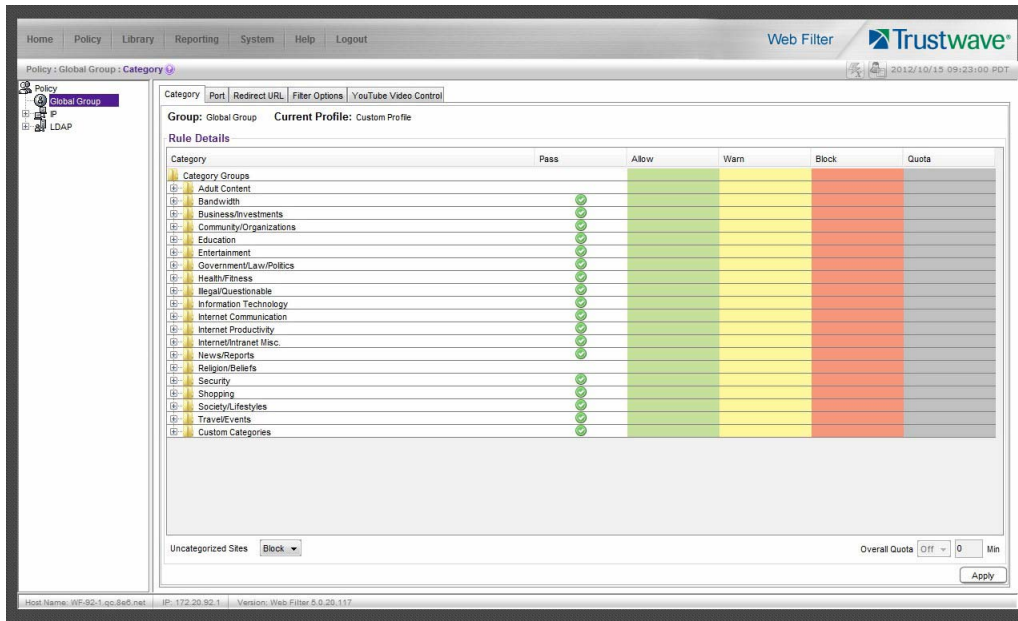 Home Policy Library Reporting System Help Logout
Web Filter Trustwave®
Policy : Global Group : Category
2012/10/15 09:23:00 PDT
Policy
Global Group
IP
LDAP
Category Port Redirect URL Filter Options YouTube Video Control
Group: Global Group Current Profile: Custom Profile
Rule Details
Category Pass Allow Warn Block Quota
Category Groups
Adult Content
Bandwidth
Business/Investments
Community/Organizations
Education
Entertainment
Government/Law/Politics
Health/Fitness
Illegal/Questionable
Information Technology
Internet Communication
Internet Productivity
Internet/Intranet Misc.
News/Reports
Religion/Beliefs
Security
Shopping
Society/Lifestyles
Travel/Events
Custom Categories
Uncategorized Sites Block
Overall Quota Off 0 Min
Apply
Host Name: WF-92-1.qc.8e6.net IP: 172.20.92.1 Version: Web Filter 5.0.20.117